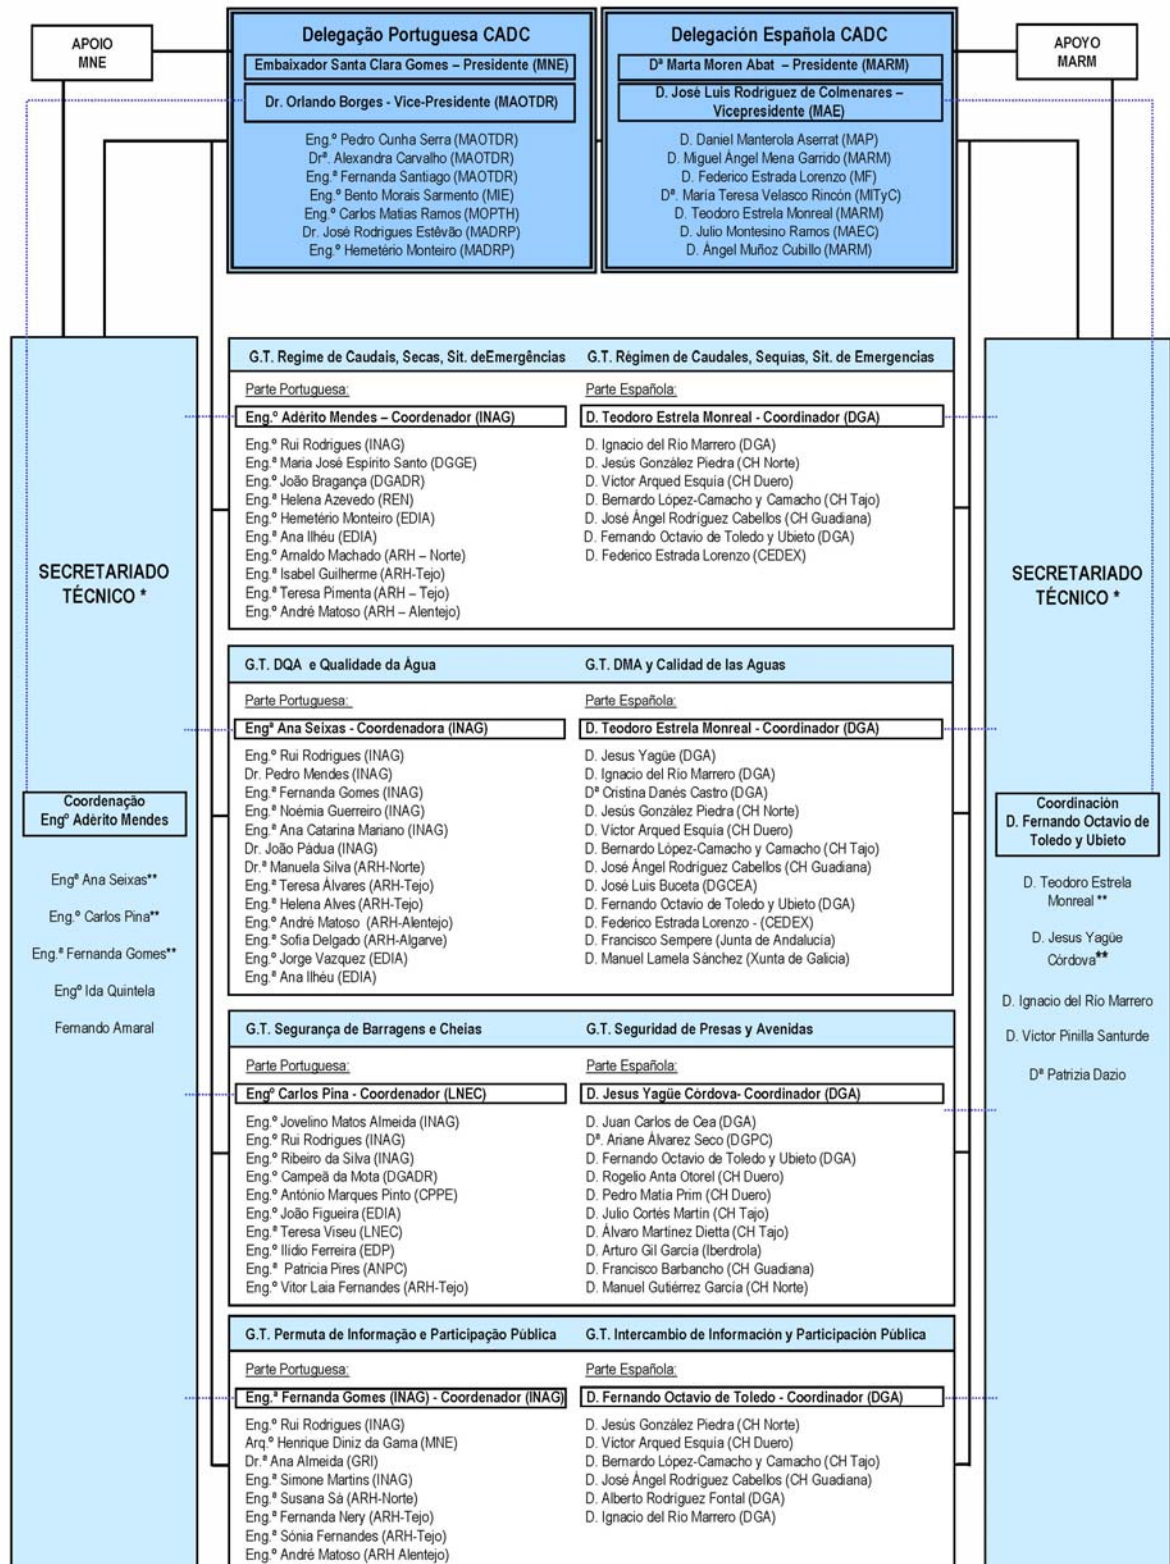 APOIO
MNE
Delegação Portuguesa CADC
Embaixador Santa Clara Gomes – Presidente (MNE)
Dr. Orlando Borges - Vice-Presidente (MAOTDR)
Eng.º Pedro Cunha Serra (MAOTDR)
Drª. Alexandra Carvalho (MAOTDR)
Eng.ª Fernanda Santiago (MAOTDR)
Eng.º Bento Morais Sarmento (MIE)
Eng.º Carlos Matias Ramos (MOPTH)
Dr. José Rodrigues Estêvão (MADRP)
Eng.º Hemetério Monteiro (MADRP)
Delegación Española CADC
Dª Marta Moren Abat – Presidente (MARM)
D. José Luis Rodríguez de Colmenares –
Vicepresidente (MAE)
D. Daniel Manterola Aserrat (MAP)
D. Miguel Ángel Mena Garrido (MARM)
D. Federico Estrada Lorenzo (MF)
Dª. María Teresa Velasco Rincón (MITyC)
D. Teodoro Estrela Monreal (MARM)
D. Julio Montesino Ramos (MAEC)
D. Ángel Muñoz Cubillo (MARM)
APOYO
MARM
SECRETARIADO
TÉCNICO *
Coordenação
Engº Adérito Mendes
Engª Ana Seixas**
Eng.º Carlos Pina**
Eng.ª Fernanda Gomes**
Engº Ida Quintela
Fernando Amaral
G.T. Regime de Caudais, Secas, Sit. deEmergências
Parte Portuguesa:
Eng.º Adérito Mendes – Coordenador (INAG)
Eng.º Rui Rodrigues (INAG)
Eng.ª Maria José Espírito Santo (DGGE)
Eng.º João Bragança (DGADR)
Eng.ª Helena Azevedo (REN)
Eng.º Hemetério Monteiro (EDIA)
Eng.ª Ana Ilhéu (EDIA)
Eng.º Arnaldo Machado (ARH – Norte)
Eng.ª Isabel Guilherme (ARH-Tejo)
Eng.ª Teresa Pimenta (ARH – Tejo)
Eng.º André Matoso (ARH – Alentejo)
G.T. Régimen de Caudales, Sequías, Sit. de Emergencias
Parte Española:
D. Teodoro Estrela Monreal - Coordinador (DGA)
D. Ignacio del Río Marrero (DGA)
D. Jesús González Piedra (CH Norte)
D. Víctor Arqued Esquía (CH Duero)
D. Bernardo López-Camacho y Camacho (CH Tajo)
D. José Ángel Rodríguez Cabellos (CH Guadiana)
D. Fernando Octavio de Toledo y Ubieto (DGA)
D. Federico Estrada Lorenzo (CEDEX)
G.T. DQA e Qualidade da Água
Parte Portuguesa:
Engª Ana Seixas - Coordenadora (INAG)
Eng.º Rui Rodrigues (INAG)
Dr. Pedro Mendes (INAG)
Eng.ª Fernanda Gomes (INAG)
Eng.ª Noémia Guerreiro (INAG)
Eng.ª Ana Catarina Mariano (INAG)
Dr. João Pádua (INAG)
Dr.ª Manuela Silva (ARH-Norte)
Eng.ª Teresa Álvares (ARH-Tejo)
Eng.ª Helena Alves (ARH-Tejo)
Eng.º André Matoso (ARH-Alentejo)
Eng.ª Sofia Delgado (ARH-Algarve)
Eng.º Jorge Vazquez (EDIA)
Eng.ª Ana Ilhéu (EDIA)
G.T. DMA y Calidad de las Aguas
Parte Española:
D. Teodoro Estrela Monreal - Coordinador (DGA)
D. Jesus Yagüe (DGA)
D. Ignacio del Río Marrero (DGA)
Dª Cristina Danés Castro (DGA)
D. Jesús González Piedra (CH Norte)
D. Víctor Arqued Esquía (CH Duero)
D. Bernardo López-Camacho y Camacho (CH Tajo)
D. José Ángel Rodríguez Cabellos (CH Guadiana)
D. José Luis Buceta (DGCEA)
D. Fernando Octavio de Toledo y Ubieto (DGA)
D. Federico Estrada Lorenzo - (CEDEX)
D. Francisco Sempere (Junta de Andalucía)
D. Manuel Lamela Sánchez (Xunta de Galicia)
G.T. Segurança de Barragens e Cheias
Parte Portuguesa:
Engº Carlos Pina - Coordenador (LNEC)
Eng.º Jovelino Matos Almeida (INAG)
Eng.º Rui Rodrigues (INAG)
Eng.º Ribeiro da Silva (INAG)
Eng.º Campeã da Mota (DGADR)
Eng.º António Marques Pinto (CPPE)
Eng.º João Figueira (EDIA)
Eng.ª Teresa Viseu (LNEC)
Eng.º Ilídio Ferreira (EDP)
Eng.ª Patricia Pires (ANPC)
Eng.º Vitor Laia Fernandes (ARH-Tejo)
G.T. Seguridad de Presas y Avenidas
Parte Española:
D. Jesus Yagüe Córdova- Coordinador (DGA)
D. Juan Carlos de Cea (DGA)
Dª. Ariane Álvarez Seco (DGPC)
D. Fernando Octavio de Toledo y Ubieto (DGA)
D. Rogelio Anta Otorel (CH Duero)
D. Pedro Matía Prim (CH Duero)
D. Julio Cortés Martín (CH Tajo)
D. Álvaro Martínez Dietta (CH Tajo)
D. Arturo Gil García (Iberdrola)
D. Francisco Barbancho (CH Guadiana)
D. Manuel Gutiérrez García (CH Norte)
G.T. Permuta de Informação e Participação Pública
Parte Portuguesa:
Eng.ª Fernanda Gomes (INAG) - Coordenador (INAG)
Eng.º Rui Rodrigues (INAG)
Arq.º Henrique Diniz da Gama (MNE)
Dr.ª Ana Almeida (GRI)
Eng.ª Simone Martins (INAG)
Eng.ª Susana Sá (ARH-Norte)
Eng.ª Fernanda Nery (ARH-Tejo)
Eng.ª Sónia Fernandes (ARH-Tejo)
Eng.º André Matoso (ARH Alentejo)
G.T. Intercambio de Información y Participación Pública
Parte Española:
D. Fernando Octavio de Toledo - Coordinador (DGA)
D. Jesús González Piedra (CH Norte)
D. Víctor Arqued Esquía (CH Duero)
D. Bernardo López-Camacho y Camacho (CH Tajo)
D. José Ángel Rodríguez Cabellos (CH Guadiana)
D. Alberto Rodríguez Fontal (DGA)
D. Ignacio del Río Marrero (DGA)
SECRETARIADO
TÉCNICO *
Coordinación
D. Fernando Octavio de
Toledo y Ubieto
D. Teodoro Estrela
Monreal **
D. Jesus Yagüe
Córdova**
D. Ignacio del Río Marrero
D. Víctor Pinilla Santurde
Dª Patrizia Dazio